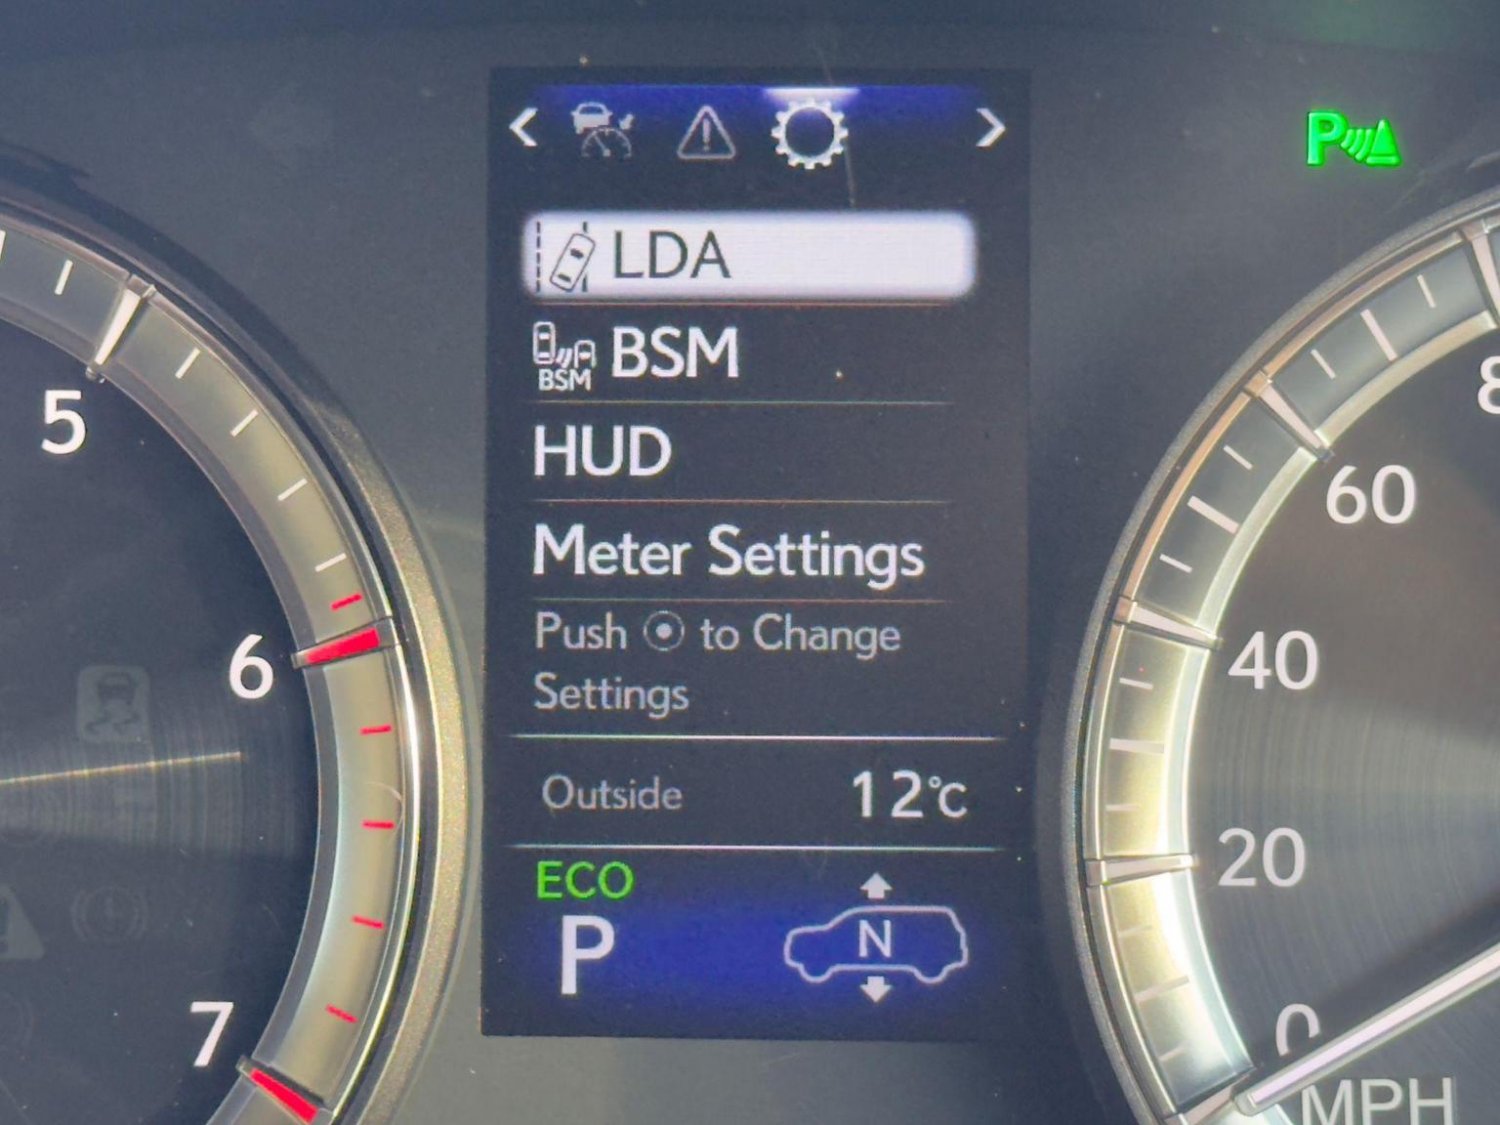 P
LDA
BSM
BSM
HUD
Meter Settings
Push to Change
Settings
Outside 12°C
ECO
P
N
5
6
7
8
60
40
20
0
MPH